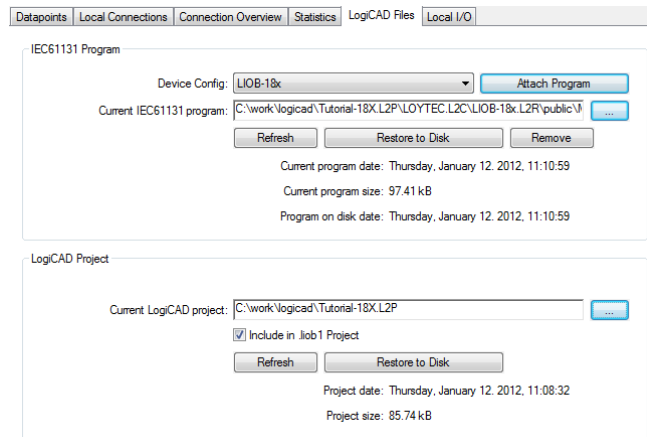 Datapoints Local Connections Connection Overview Statistics LogiCAD Files Local I/O
IEC61131 Program
Device Config: LIOB-18x Attach Program
Current IEC61131 program: C:\work\logicad\Tutorial-18X.L2P\LOYTEC.L2C\LIOB-18x.L2R\public\ ...
Refresh Restore to Disk Remove
Current program date: Thursday, January 12. 2012, 11:10:59
Current program size: 97.41 kB
Program on disk date: Thursday, January 12. 2012, 11:10:59
LogiCAD Project
Current LogiCAD project: C:\work\logicad\Tutorial-18X.L2P ...
Include in .liob1 Project
Refresh Restore to Disk
Project date: Thursday, January 12. 2012, 11:08:32
Project size: 85.74 kB